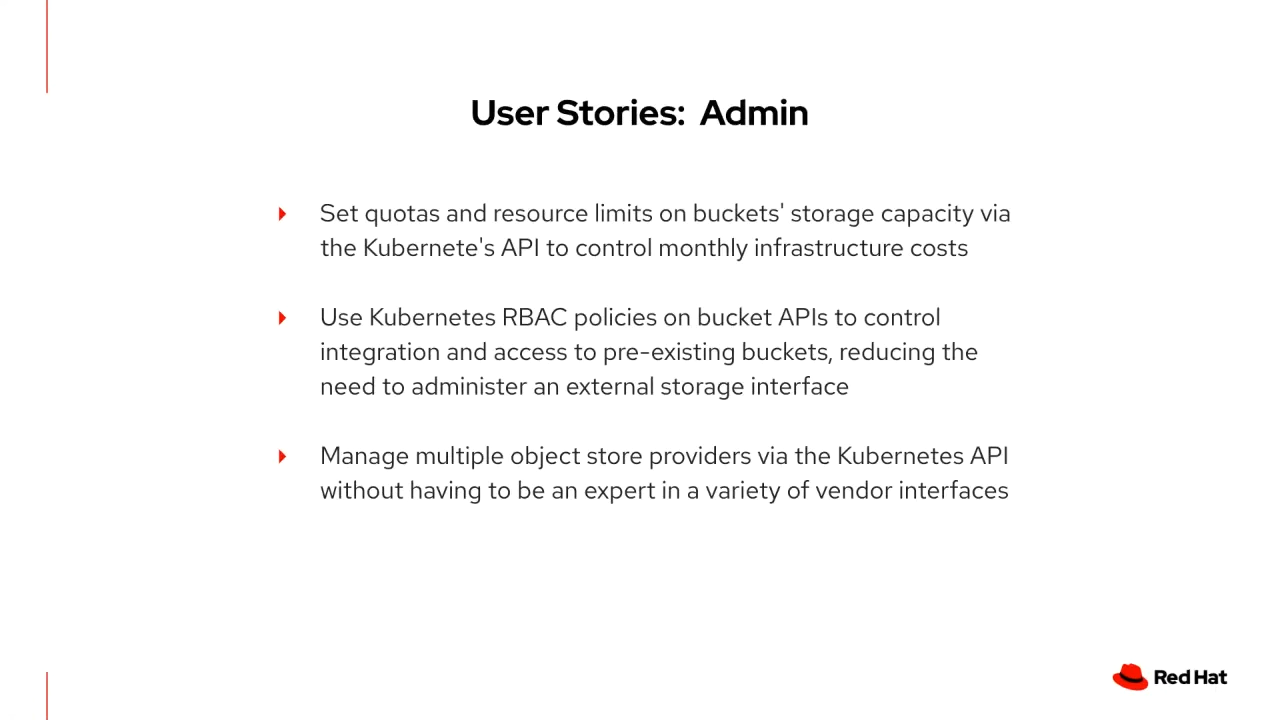 User Stories:  Admin
Set quotas and resource limits on buckets' storage capacity via
the Kubernete's API to control monthly infrastructure costs
Use Kubernetes RBAC policies on bucket APIs to control
integration and access to pre-existing buckets, reducing the
need to administer an external storage interface
Manage multiple object store providers via the Kubernetes API
without having to be an expert in a variety of vendor interfaces
Red Hat